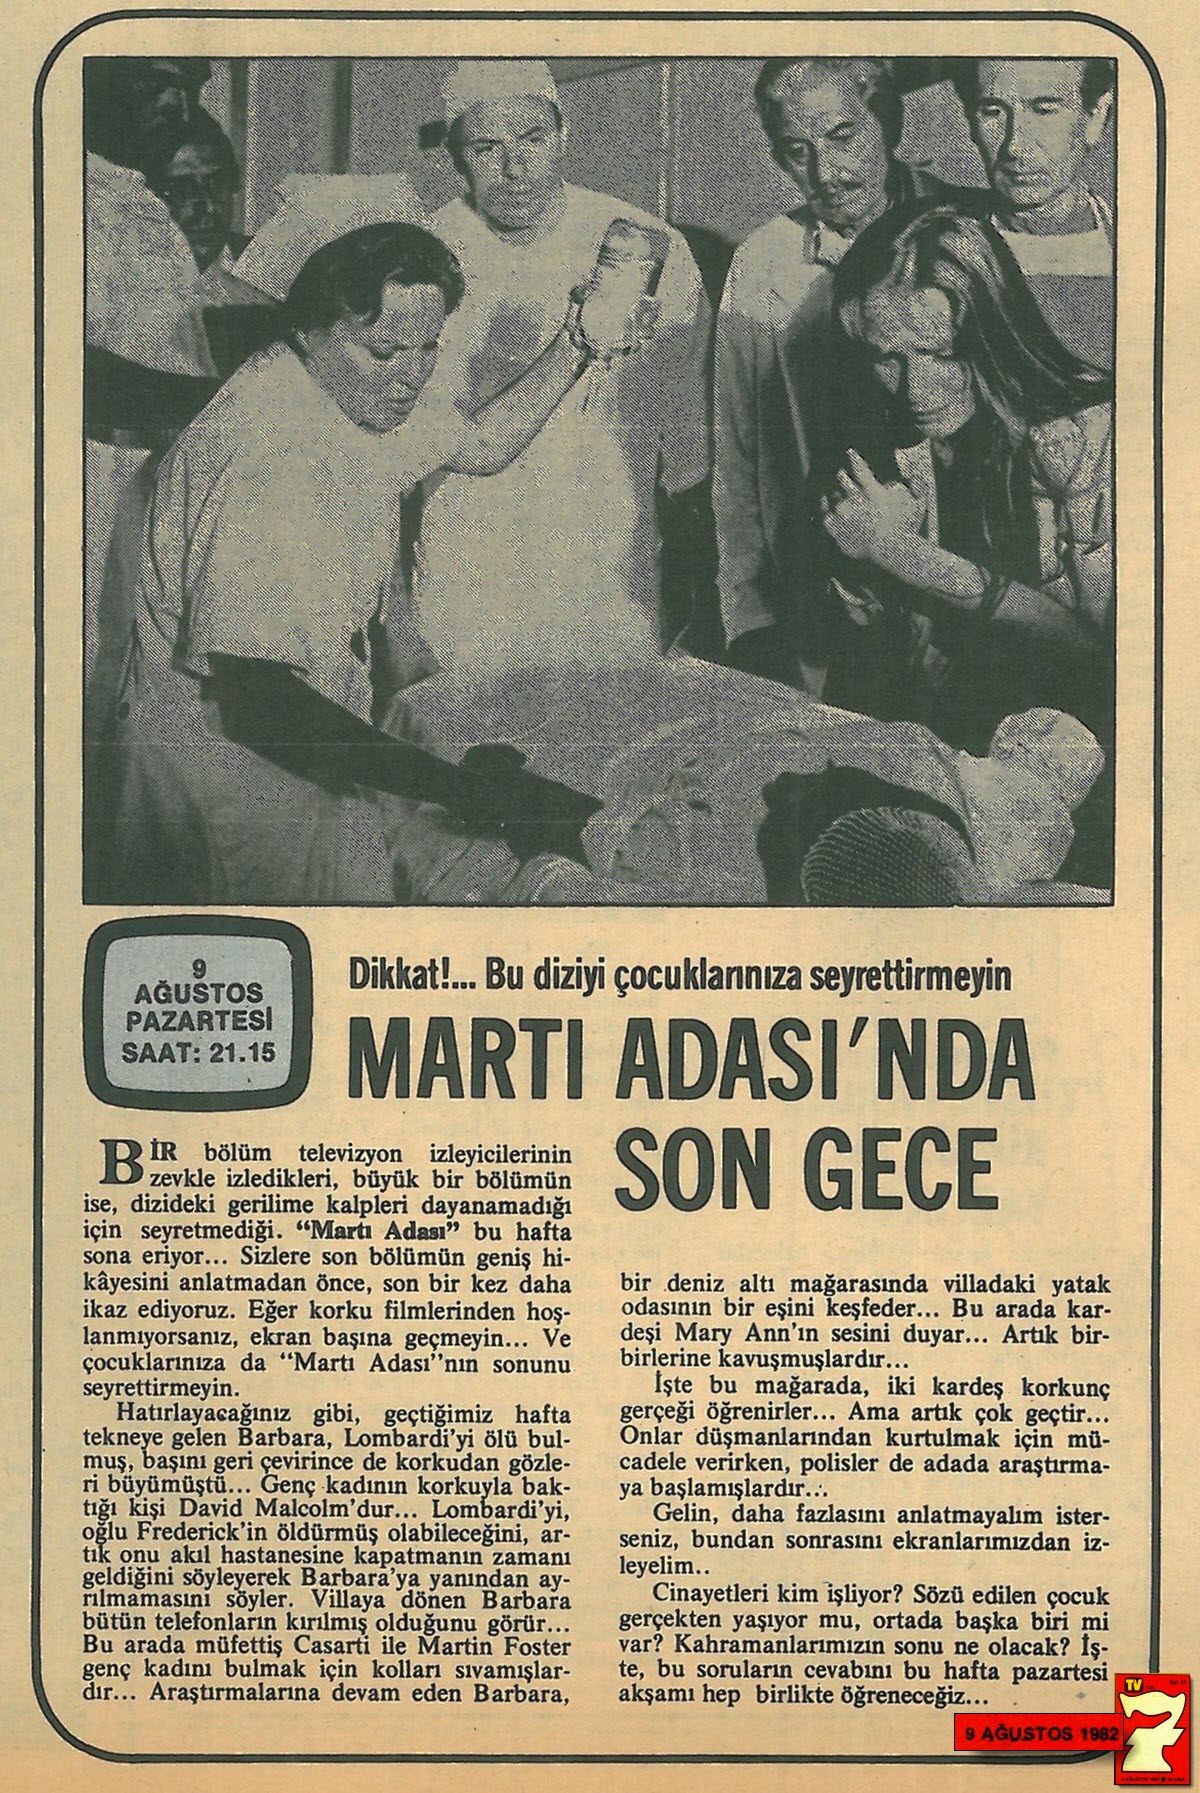 9
AĞUSTOS
PAZARTESİ
SAAT: 21.15
Dikkat!... Bu diziyi çocuklarınıza seyrettirmeyin
MARTI ADASI'NDA
SON GECE
BİR bölüm televizyon izleyicilerinin
zevkle izledikleri, büyük bir bölümün
ise, dizideki gerilime kalpleri dayanamadığı
için seyretmediği. “Martı Adası” bu hafta
sona eriyor... Sizlere son bölümün geniş hi-
kâyesini anlatmadan önce, son bir kez daha
ikaz ediyoruz. Eğer korku filmlerinden hoş-
lanmıyorsanız, ekran başına geçmeyin... Ve
çocuklarınıza da “Martı Adası”nın sonunu
seyrettirmeyin.
Hatırlayacağınız gibi, geçtiğimiz hafta
tekneye gelen Barbara, Lombardi'yi ölü bul-
muş, başını geri çevirince de korkudan gözle-
ri büyümüştü... Genç kadının korkuyla bak-
tığı kişi David Malcolm'dur... Lombardi'yi,
oğlu Frederick'in öldürmüş olabileceğini, ar-
tık onu akıl hastanesine kapatmanın zamanı
geldiğini söyleyerek Barbara'ya yanından ay-
rılmamasını söyler. Villaya dönen Barbara
bütün telefonların kırılmış olduğunu görür...
Bu arada müfettiş Casarti ile Martin Foster
genç kadını bulmak için kolları sıvamışlar-
dır... Araştırmalarına devam eden Barbara,
bir deniz altı mağarasında villadaki yatak
odasının bir eşini keşfeder... Bu arada kar-
deşi Mary Ann'ın sesini duyar... Artık bir-
birlerine kavuşmuşlardır...
İşte bu mağarada, iki kardeş korkunç
gerçeği öğrenirler... Ama artık çok geçtir...
Onlar düşmanlarından kurtulmak için mü-
cadele verirken, polisler de adada araştırma-
ya başlamışlardır...
Gelin, daha fazlasını anlatmayalım ister-
seniz, bundan sonrasını ekranlarımızdan iz-
leyelim..
Cinayetleri kim işliyor? Sözü edilen çocuk
gerçekten yaşıyor mu, ortada başka biri mi
var? Kahramanlarımızın sonu ne olacak? İş-
te, bu soruların cevabını bu hafta pazartesi
akşamı hep birlikte öğreneceğiz...
9 AĞUSTOS 1982
TV
7